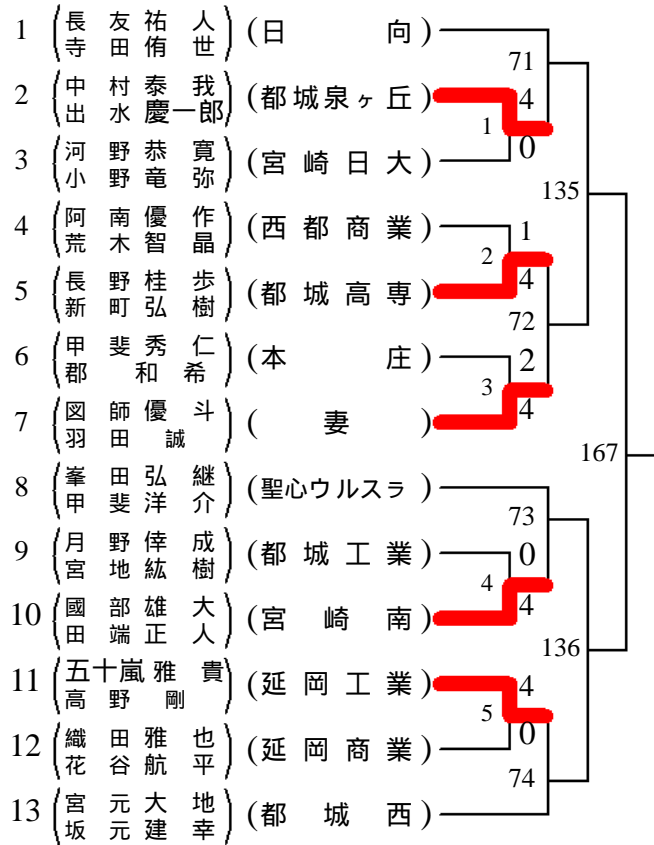 1 長友祐人 寺田侑世 (日向)
71
2 中村泰我 出水慶一郎 (都城泉ヶ丘) 4
1
0
3 河野恭寛 小野竜弥 (宮崎日大)
135
4 阿南優作 荒木智晶 (西都商業) 1
2
4
5 長野桂歩 新町弘樹 (都城高専)
72
6 甲斐秀仁 郡和希 (本庄) 2
3
4
7 図師優斗 羽田誠 (妻)
167
8 峯田弘継 甲斐洋介 (聖心ウルスラ)
73
9 月野倖成 宮地紘樹 (都城工業) 0
4
4
10 國部雄大 田端正人 (宮崎南)
136
11 五十嵐雅貴 高野剛 (延岡工業) 4
5
0
12 織田雅也 花谷航平 (延岡商業)
74
13 宮元大地 坂元建幸 (都城西)